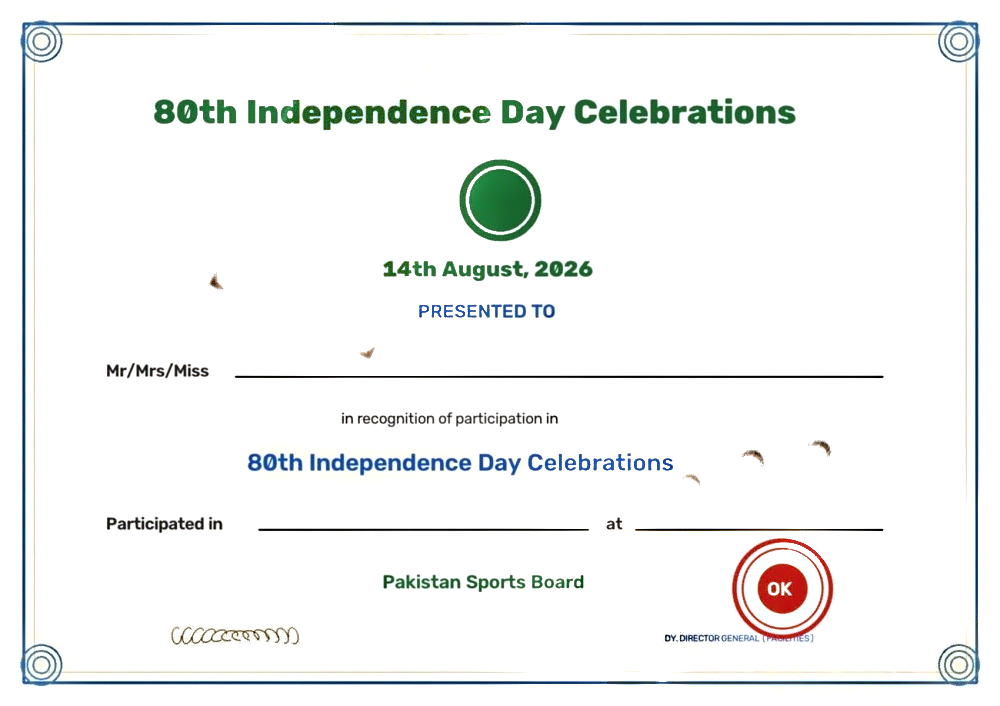 80th Independence Day Celebrations
14th August, 2026
PRESENTED TO
Mr/Mrs/Miss
in recognition of participation in
80th Independence Day Celebrations
Participated in at
Pakistan Sports Board
OK
DY. DIRECTOR GENERAL (FACILITIES)